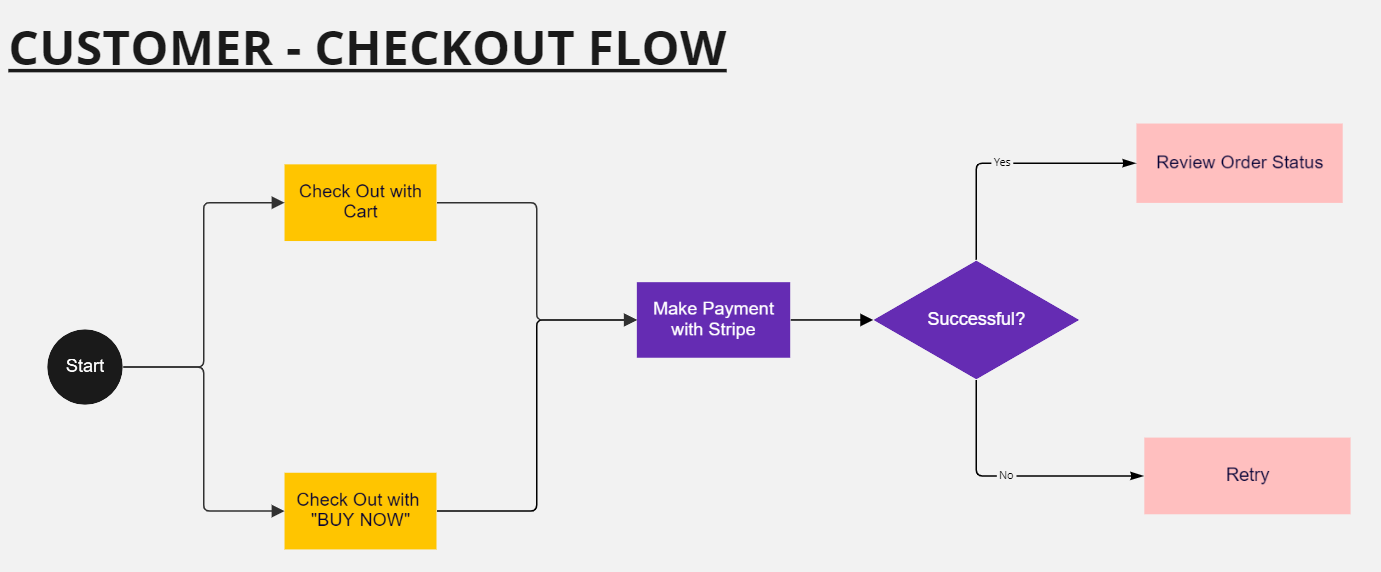 CUSTOMER - CHECKOUT FLOW
Check Out with
Cart
Start
Check Out with
"BUY NOW"
Make Payment
with Stripe
Successful?
Yes
Review Order Status
No
Retry